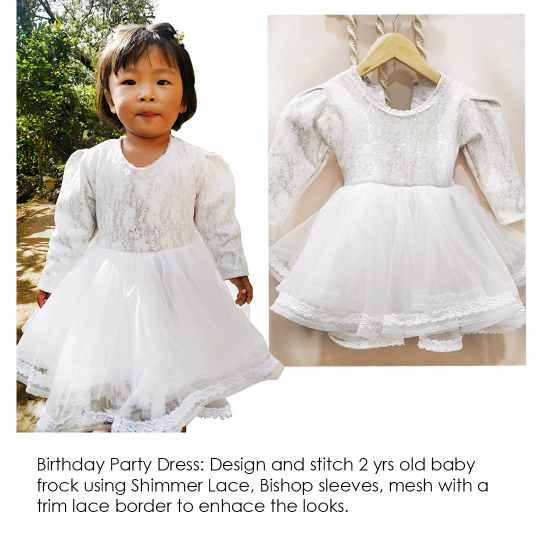 Birthday Party Dress: Design and stitch 2 yrs old baby
frock using Shimmer Lace, Bishop sleeves, mesh with a
trim lace border to enhace the looks.